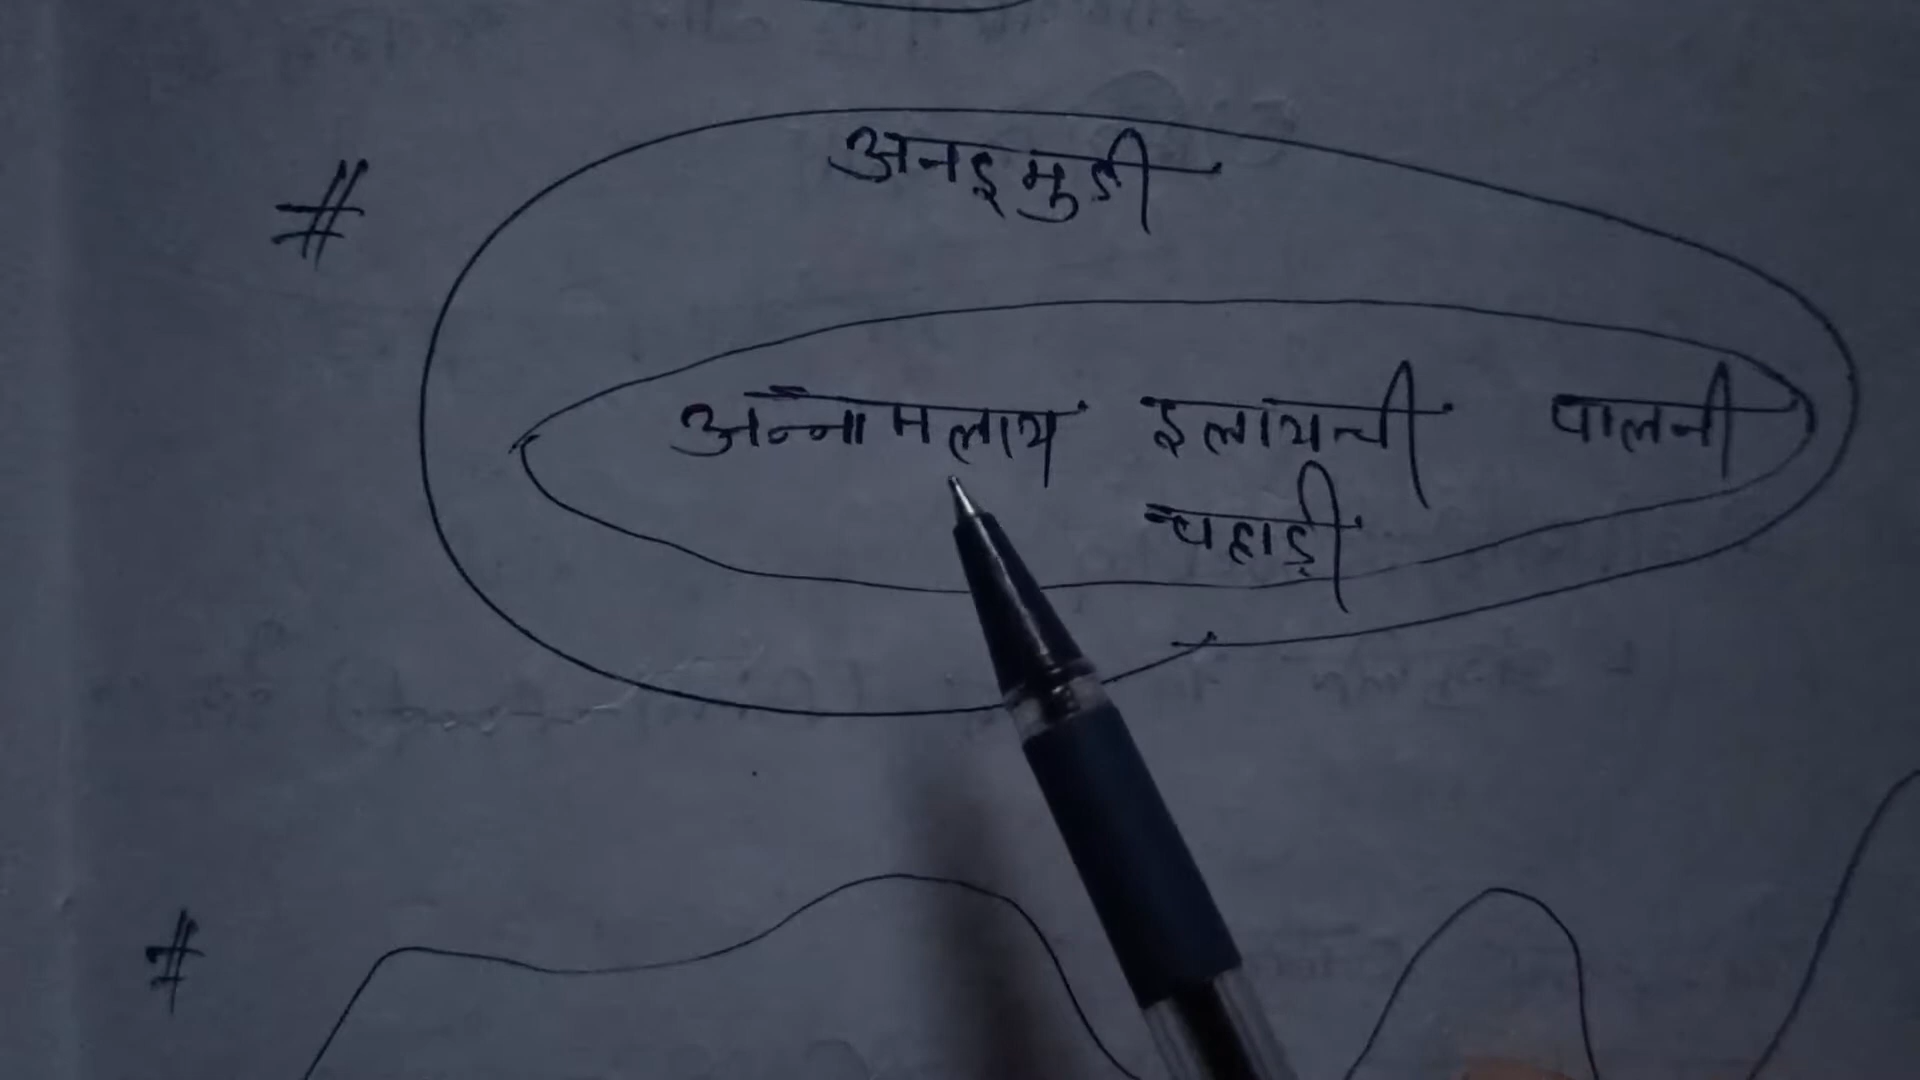 # अनइमुडी
अन्नामलाय इलायची पालनी
पहाड़ी
#